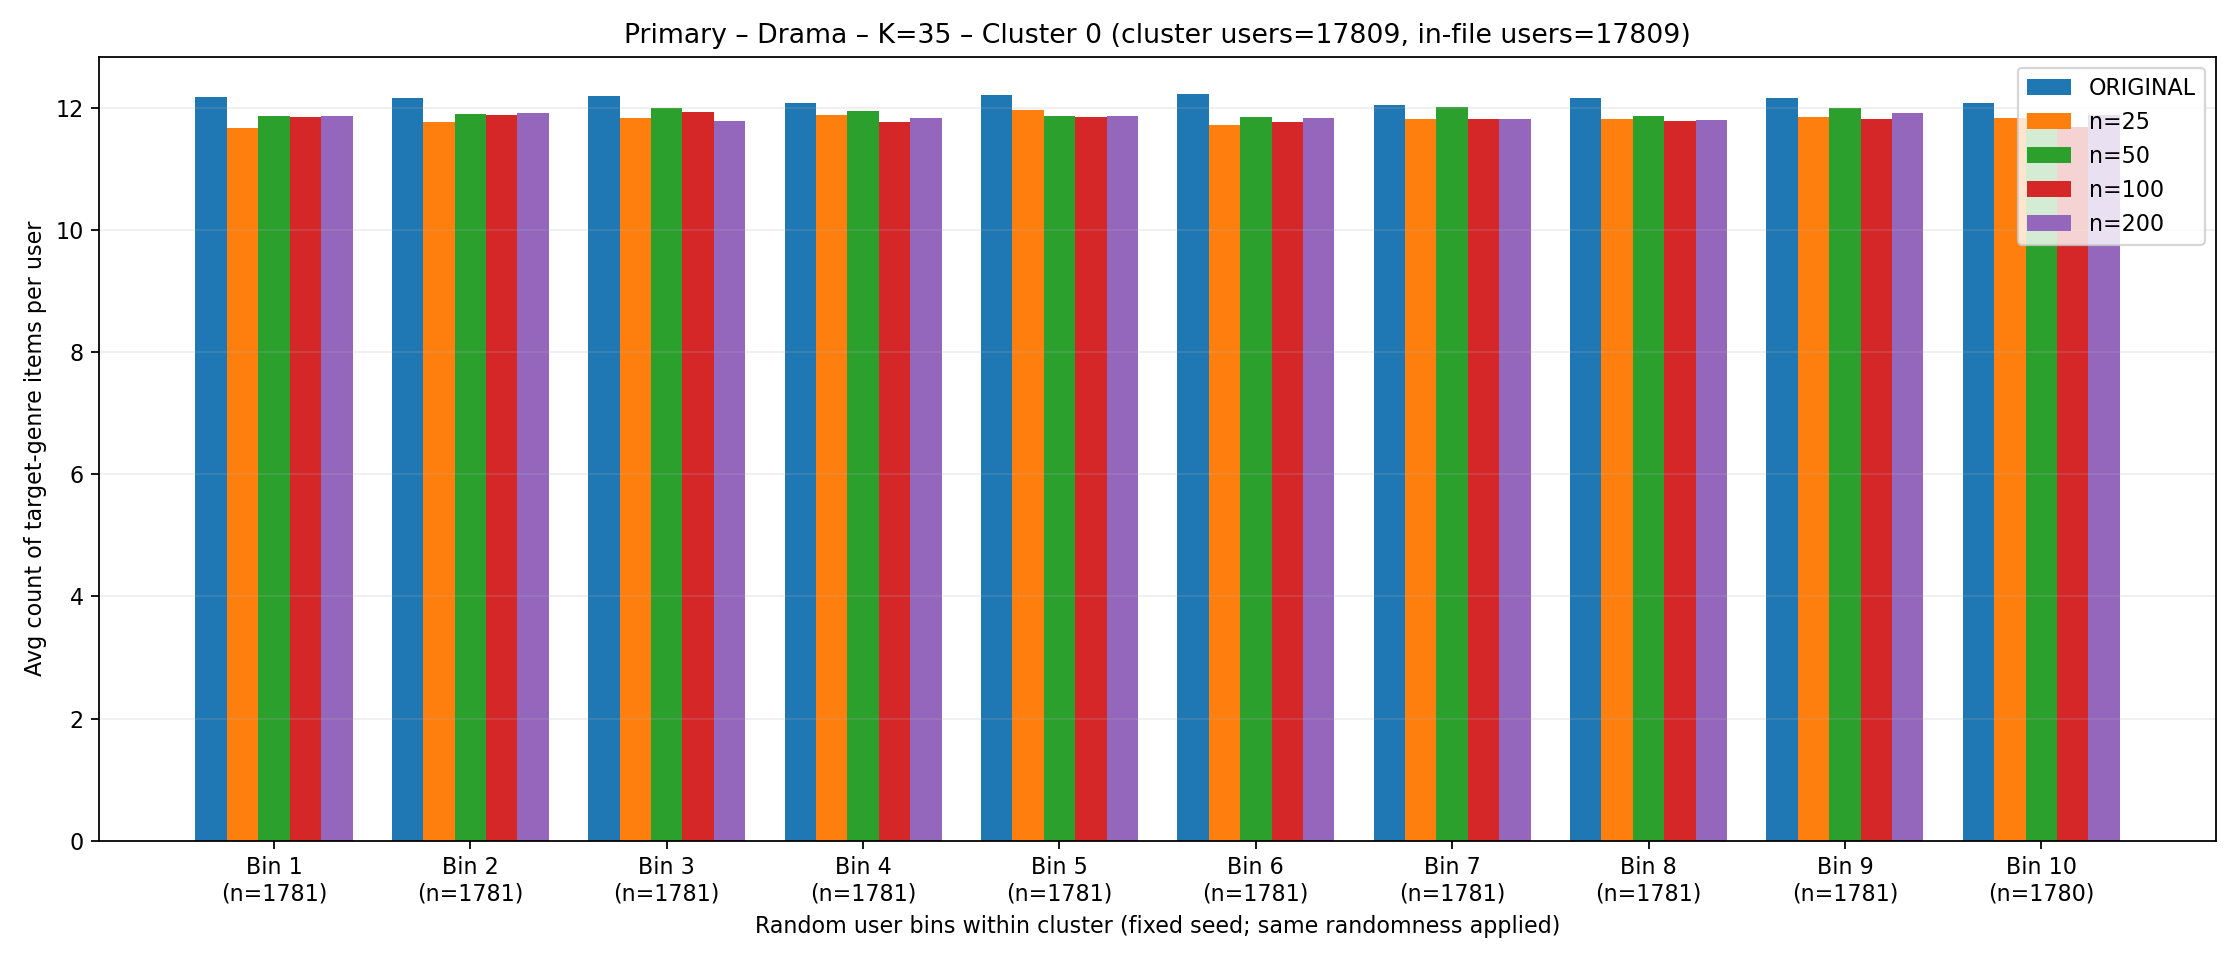 Primary – Drama – K=35 – Cluster 0 (cluster users=17809, in-file users=17809)
Avg count of target-genre items per user
12
10
8
6
4
2
0
ORIGINAL
n=25
n=50
n=100
n=200
Bin 1
(n=1781)
Bin 2
(n=1781)
Bin 3
(n=1781)
Bin 4
(n=1781)
Bin 5
(n=1781)
Bin 6
(n=1781)
Bin 7
(n=1781)
Bin 8
(n=1781)
Bin 9
(n=1781)
Bin 10
(n=1780)
Random user bins within cluster (fixed seed; same randomness applied)